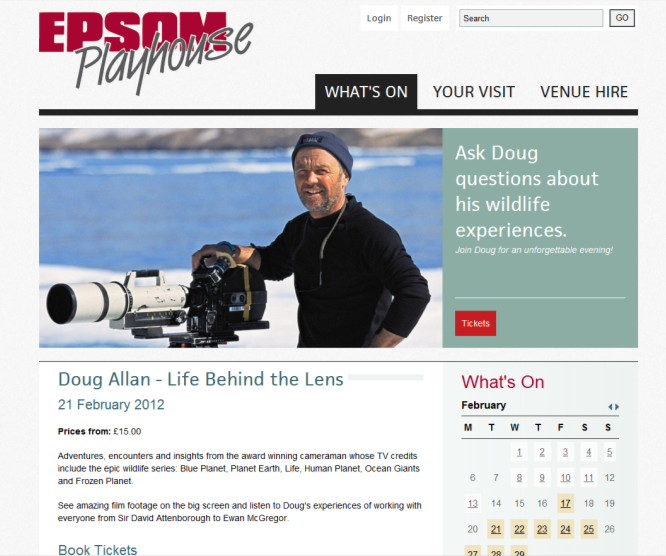 EPSOM
Playhouse
Login Register Search GO
WHAT'S ON YOUR VISIT VENUE HIRE
Ask Doug
questions about
his wildlife
experiences.
Join Doug for an unforgettable evening!
Tickets
Doug Allan - Life Behind the Lens
21 February 2012
Prices from: £15.00
Adventures, encounters and insights from the award winning cameraman whose TV credits
include the epic wildlife series: Blue Planet, Planet Earth, Life, Human Planet, Ocean Giants
and Frozen Planet.
See amazing film footage on the big screen and listen to Doug's experiences of working with
everyone from Sir David Attenborough to Ewan McGregor.
Book Tickets
What's On
February
M T W T F S S
1 2 3 4 5
6 7 8 9 10 11 12
13 14 15 16 17 18 19
20 21 22 23 24 25 26
27 28 29